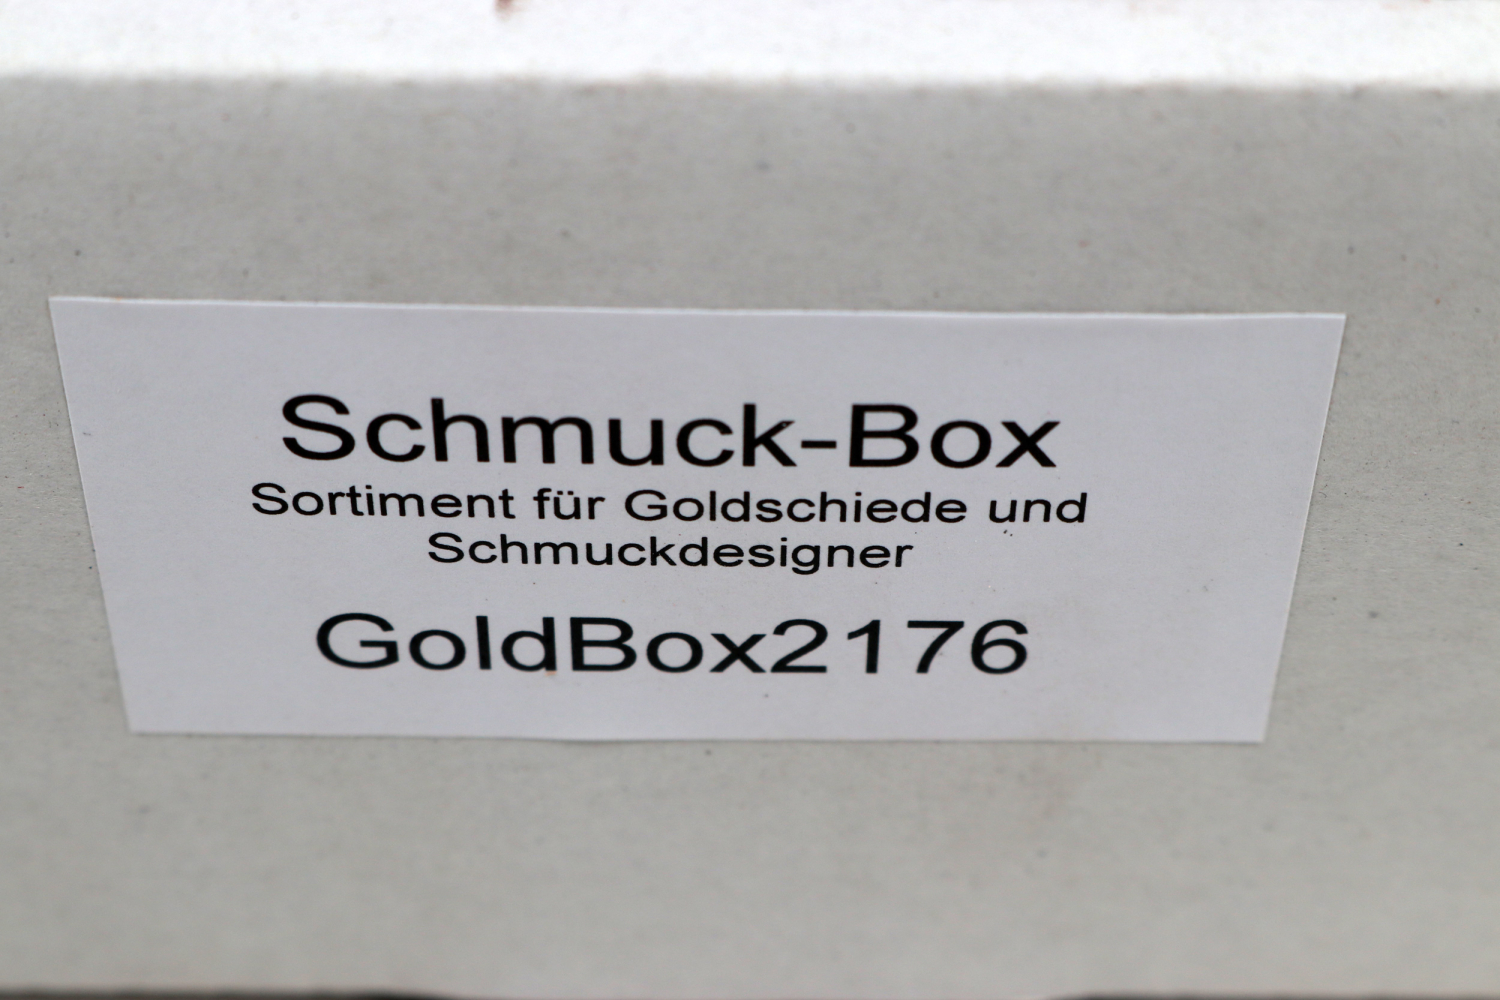 Schmuck-Box
Sortiment für Goldschiede und
Schmuckdesigner
GoldBox2176